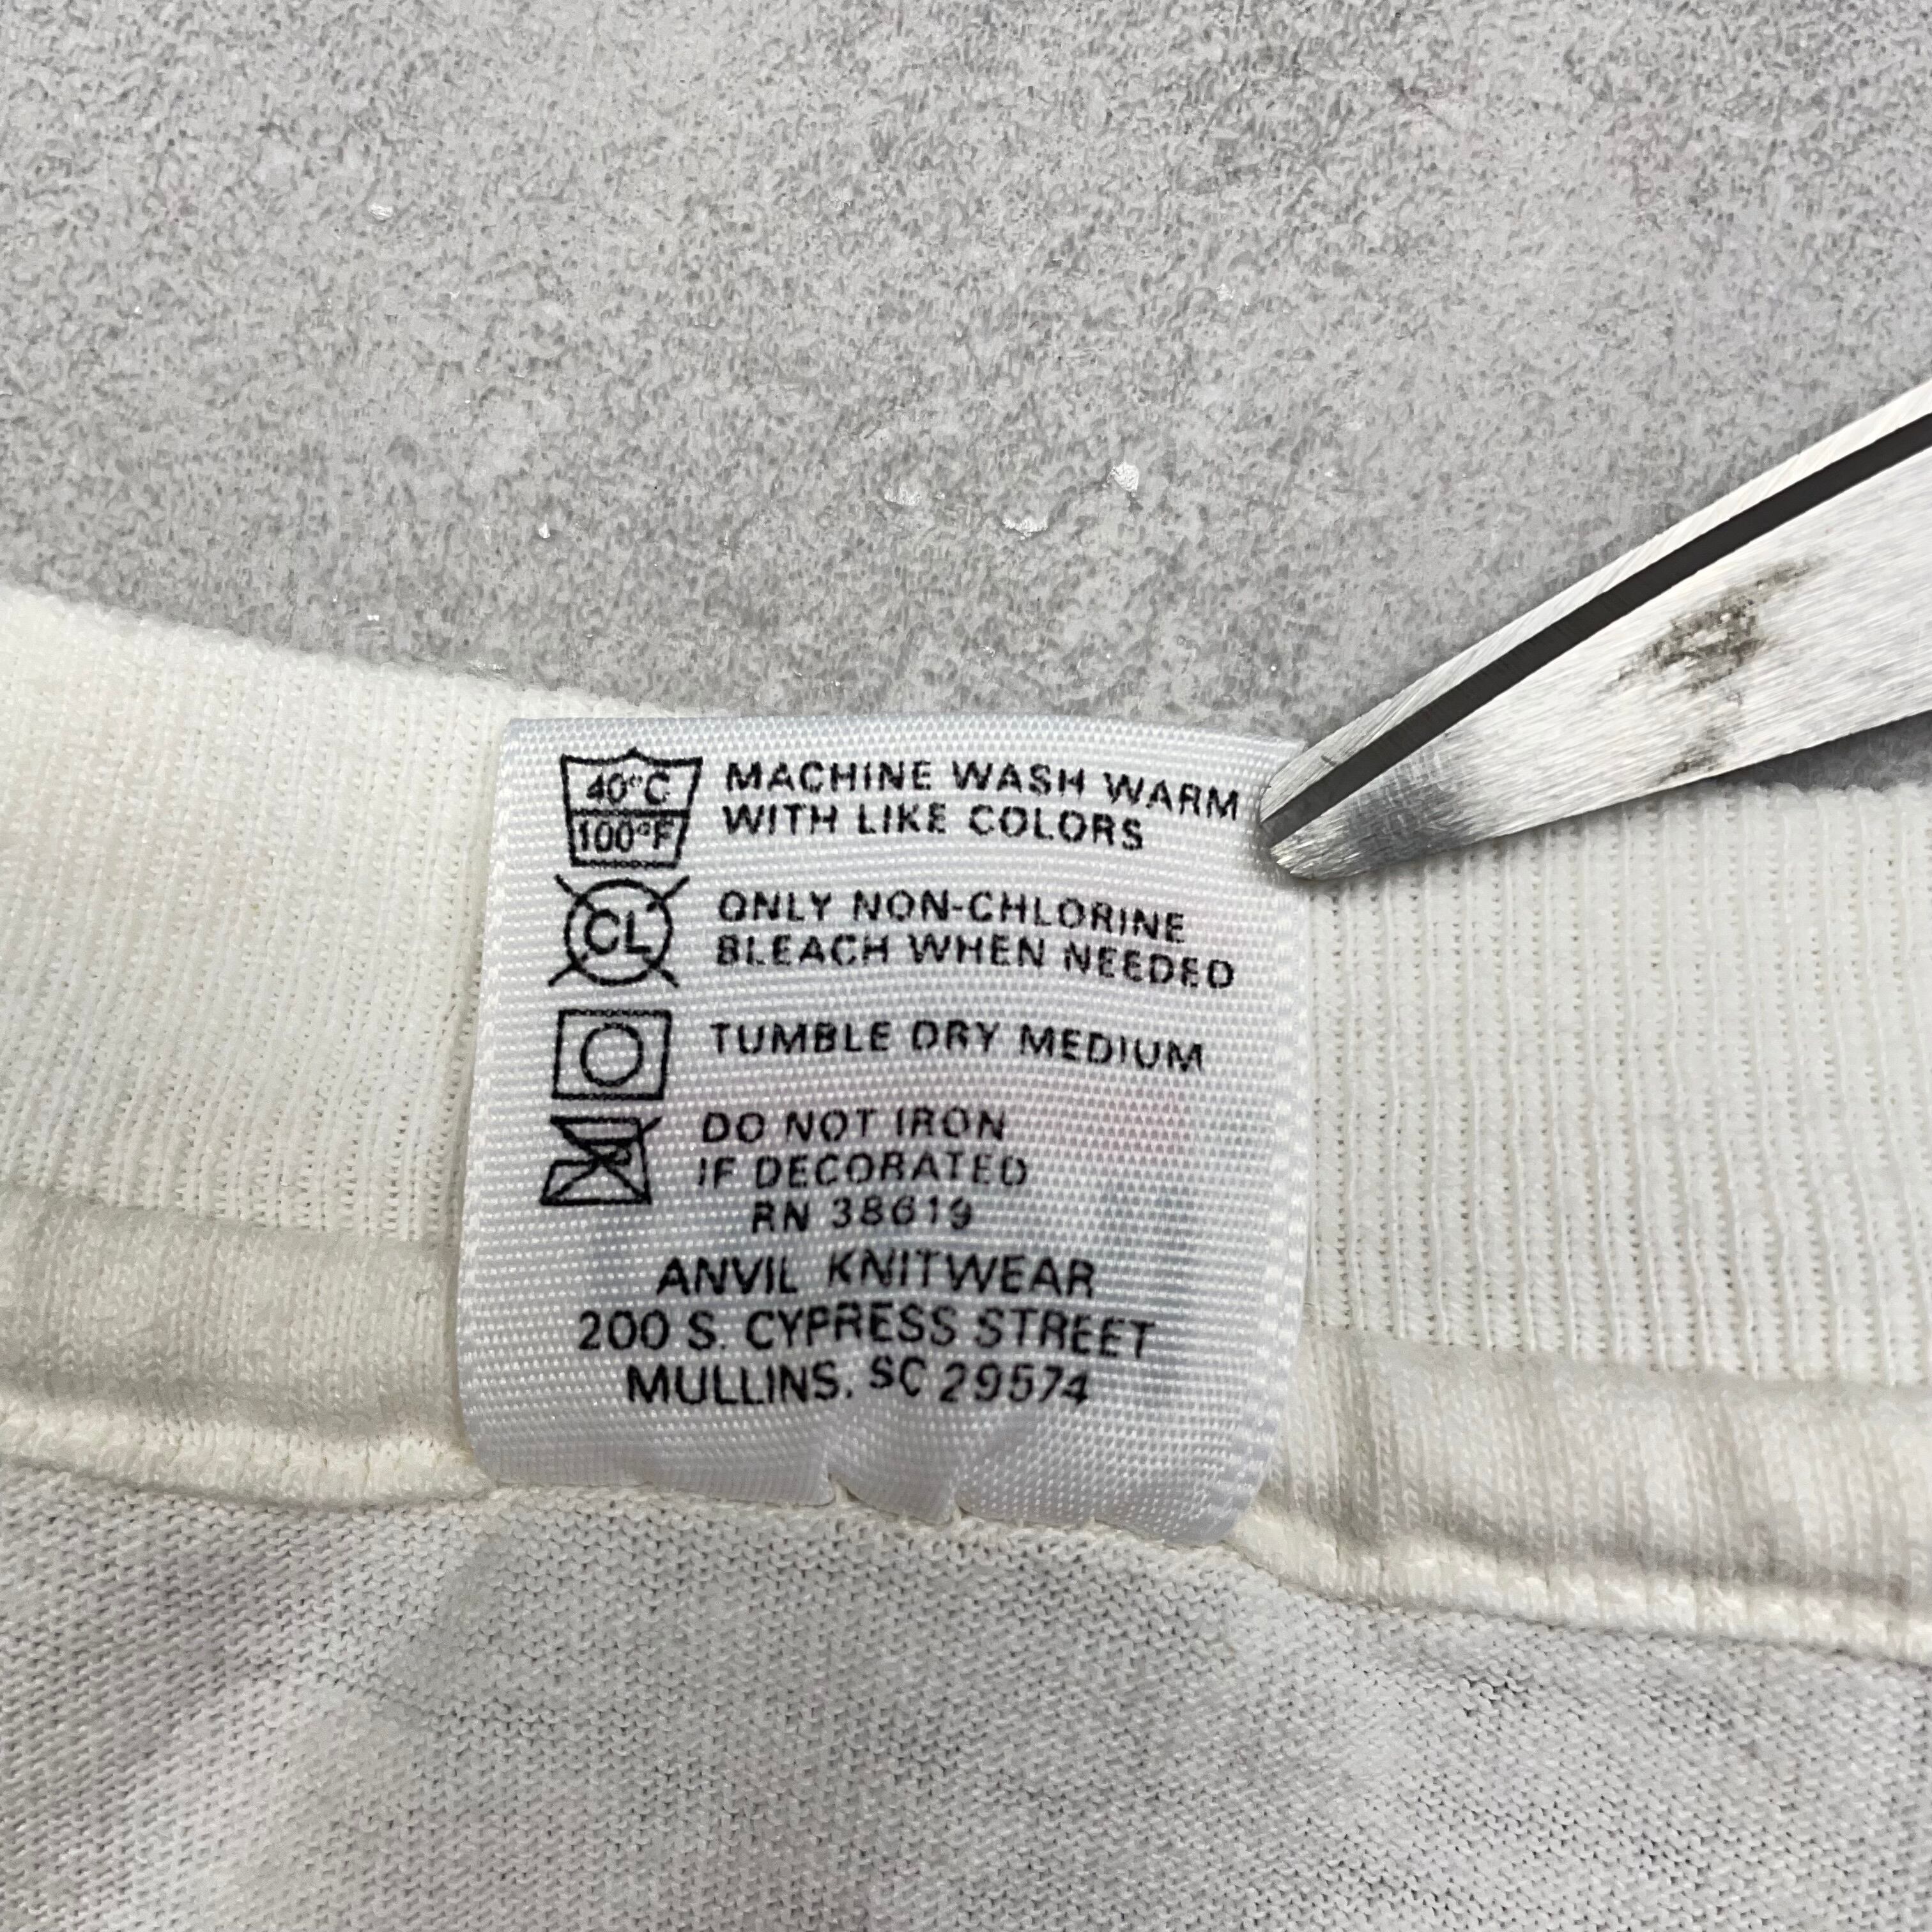 40°C MACHINE WASH WARM
100°F WITH LIKE COLORS
CL ONLY NON-CHLORINE
BLEACH WHEN NEEDED
TUMBLE DRY MEDIUM
DO NOT IRON
IF DECORATED
RN 38619
ANVIL KNITWEAR
200 S. CYPRESS STREET
MULLINS, SC 29574